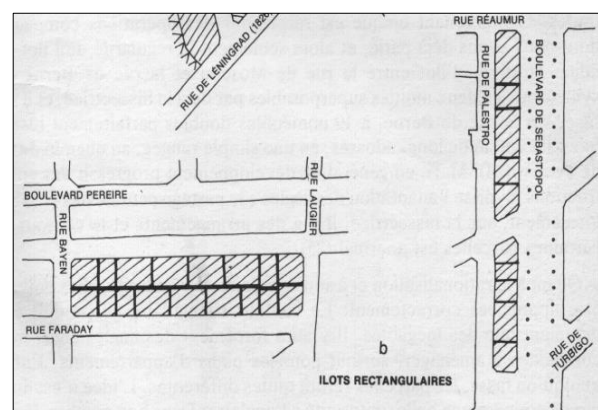 RUE DE LÉNINGRAD (1826
RUE RÉAUMUR
RUE DE PALESTRO
BOULEVARD DE SEBASTOPOL
BOULEVARD PEREIRE
RUE LAUGIER
RUE BAYEN
RUE FARADAY
b
ILOTS RECTANGULAIRES
RUE DE
TURBIGO